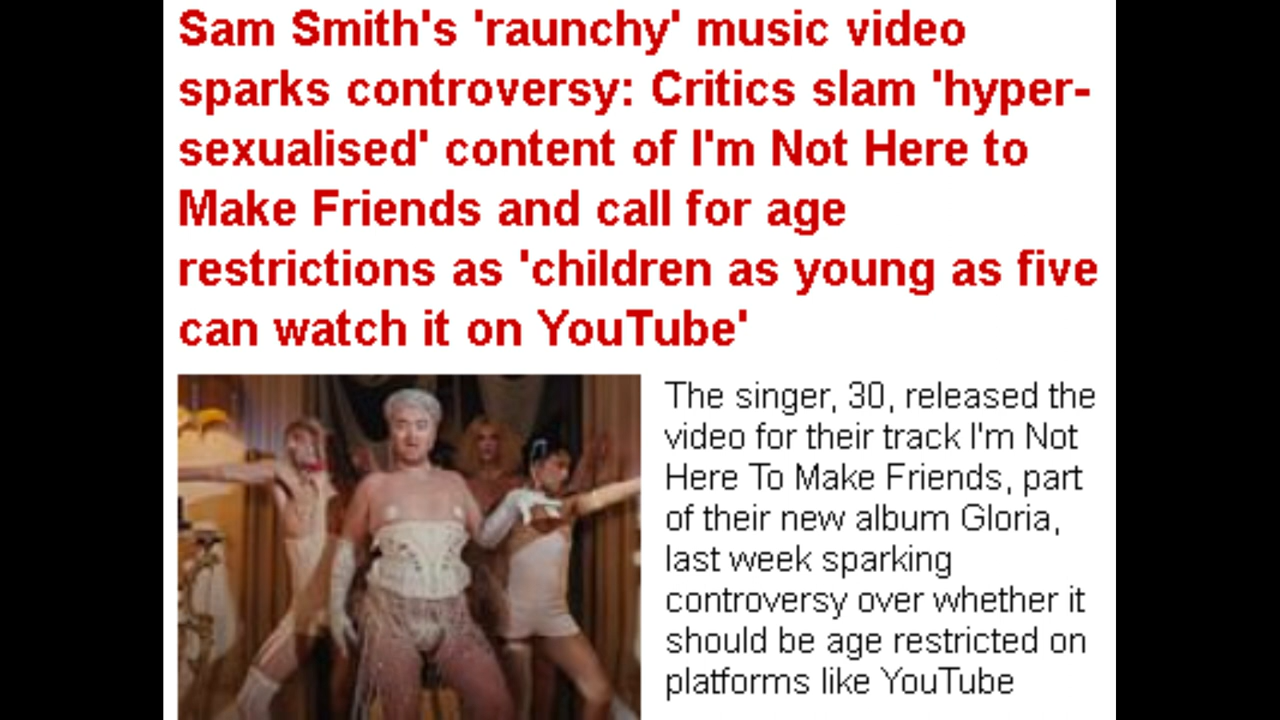 Sam Smith's 'raunchy' music video
sparks controversy: Critics slam 'hyper-
sexualised' content of I'm Not Here to
Make Friends and call for age
restrictions as 'children as young as five
can watch it on YouTube'
The singer, 30, released the
video for their track I'm Not
Here To Make Friends, part
of their new album Gloria,
last week sparking
controversy over whether it
should be age restricted on
platforms like YouTube